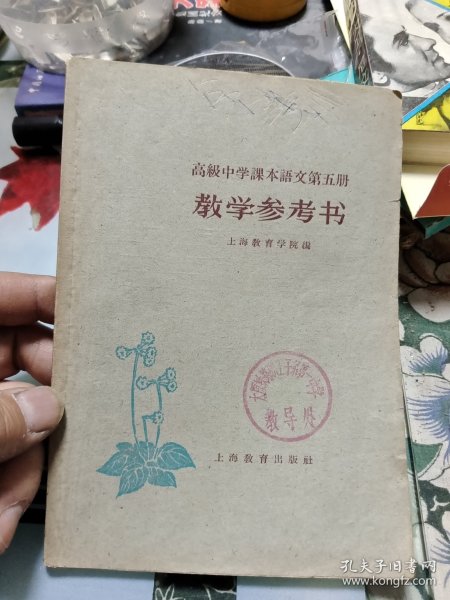 高級中学課本語文第五册
教学参考书
上海教育学院編
教导处
上海教育出版社
孔夫子旧书网
www.kongfz.com